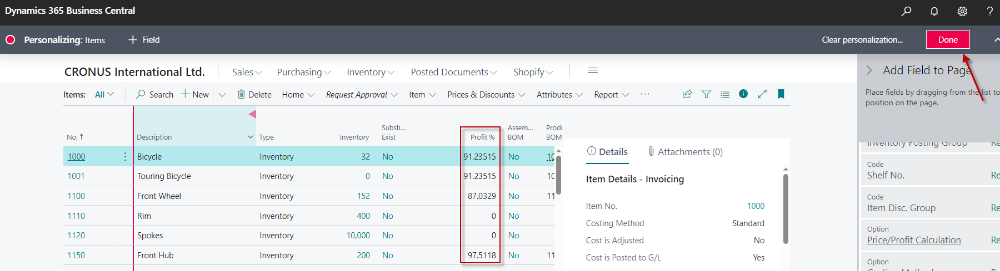 Dynamics 365 Business Central
Personalizing: Items + Field Clear personalization... Done
CRONUS International Ltd. Sales Purchasing Inventory Posted Documents Shopify
Items: All Search + New Delete Home Request Approval Item Prices & Discounts Attributes Report ...
No. ↑ Description Type Inventory Substi... Exist Profit % Assem... BOM Produ BOM
1000 Bicycle Inventory 32 No 91.23515 No 10
1001 Touring Bicycle Inventory 0 No 91.23515 No 10
1100 Front Wheel Inventory 152 No 87.0329 No 11
1110 Rim Inventory 400 No 0 No
1120 Spokes Inventory 10,000 No 0 No
1150 Front Hub Inventory 200 No 97.5118 No 11
Details Attachments (0)
Item Details - Invoicing
Item No. 1000
Costing Method Standard
Cost is Adjusted No
Cost is Posted to G/L Yes
Add Field to Page
Place fields by dragging from the list to
position on the page.
Inventory Posting Group Re
Code
Shelf No. Re
Code
Item Disc. Group Re
Option
Price/Profit Calculation Re
Option